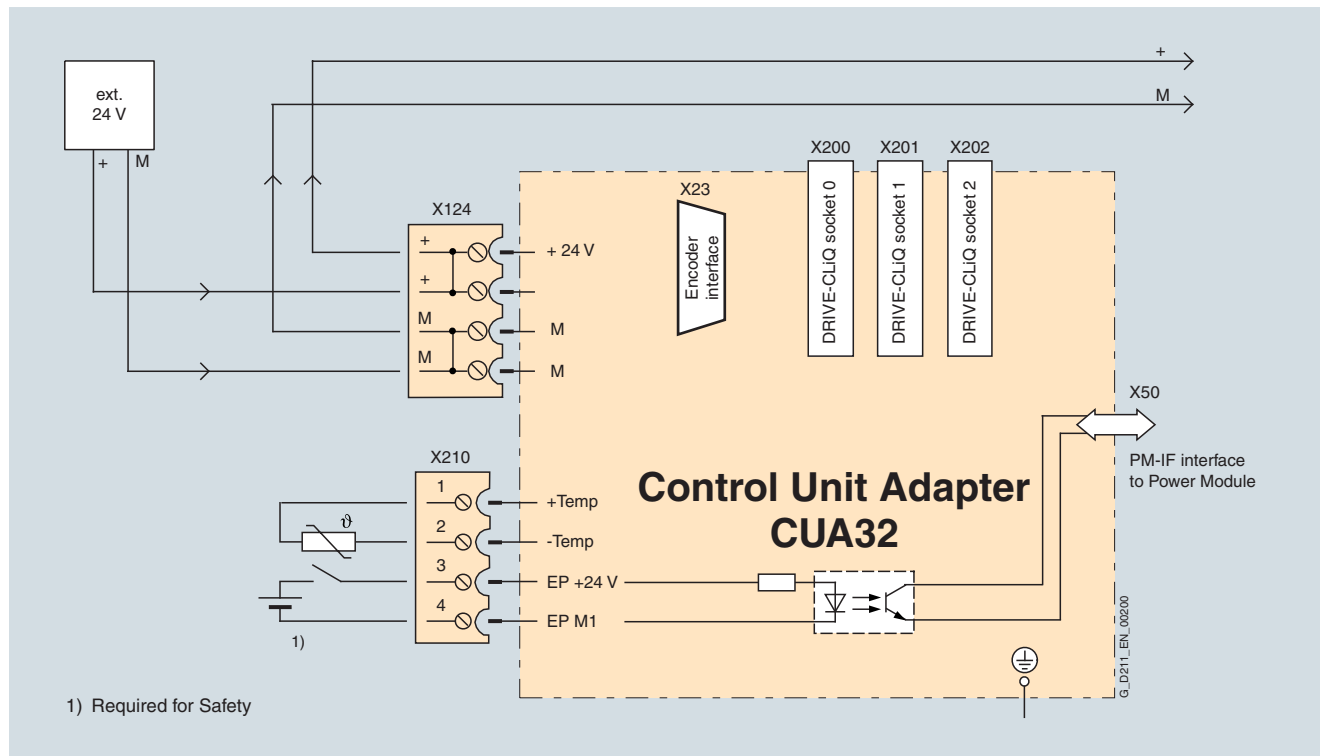 ext.
24 V
+
M
+
M
X124
+
+
M
M
+ 24 V
M
M
X23
Encoder
interface
X200
X201
X202
DRIVE-CLiQ socket 0
DRIVE-CLiQ socket 1
DRIVE-CLiQ socket 2
X50
PM-IF interface
to Power Module
Control Unit Adapter
CUA32
X210
1
2
3
4
+Temp
-Temp
EP +24 V
EP M1
ϑ
1)
1) Required for Safety
G_D211_EN_00200